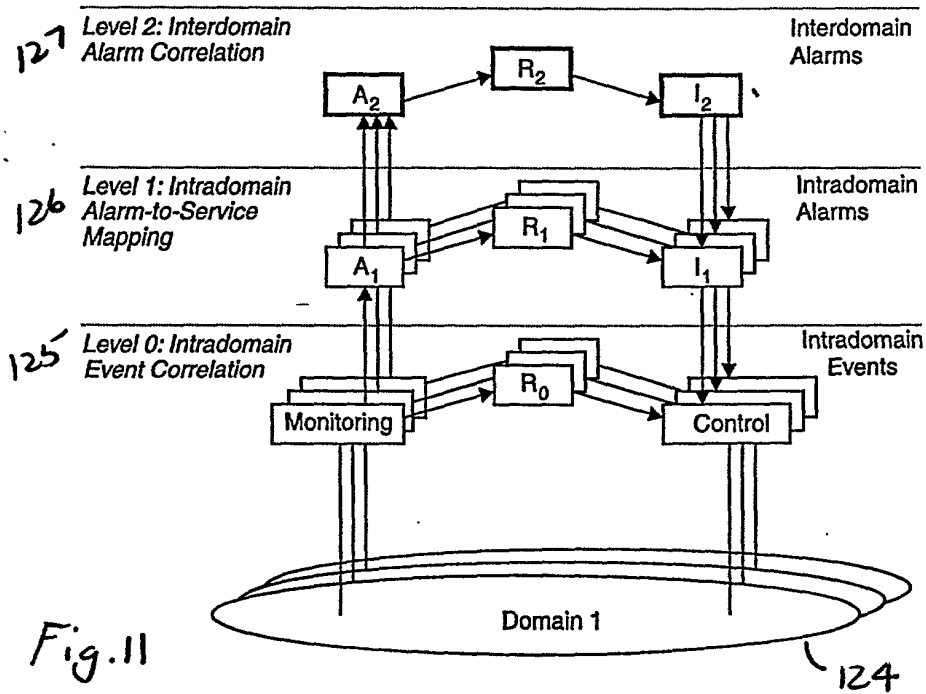 127
Level 2: Interdomain
Alarm Correlation
Interdomain
Alarms
A2
R2
I2
126
Level 1: Intradomain
Alarm-to-Service
Mapping
Intradomain
Alarms
A1
R1
I1
125
Level 0: Intradomain
Event Correlation
Intradomain
Events
Monitoring
R0
Control
Domain 1
Fig.11
124